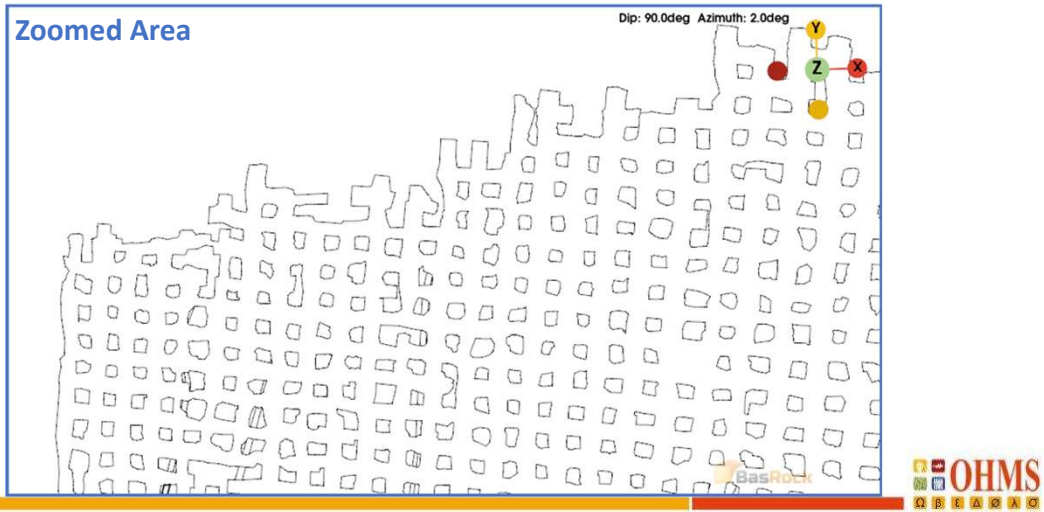 Zoomed Area
Dip: 90.0deg Azimuth: 2.0deg
Y
Z X
BasRock
OHMS
Ω β ε Δ Ø λ σ